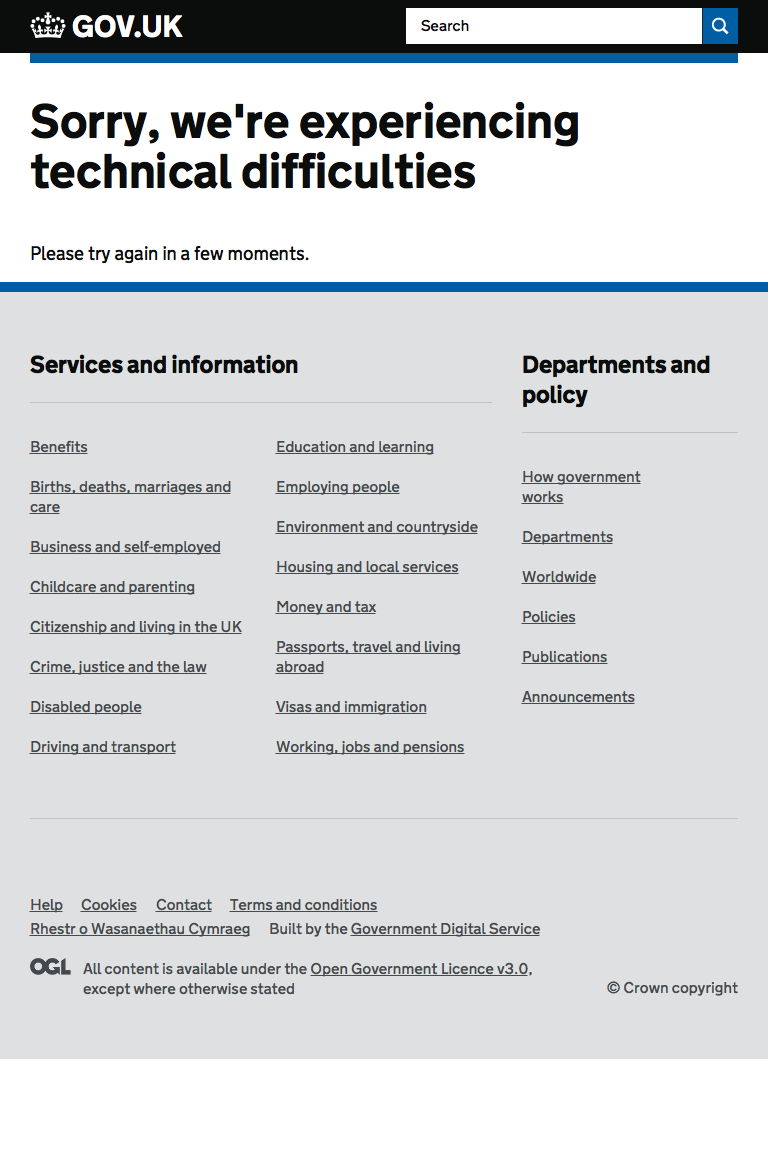 GOV.UK
Search
Sorry, we're experiencing
technical difficulties
Please try again in a few moments.
Services and information
Benefits
Births, deaths, marriages and
care
Business and self-employed
Childcare and parenting
Citizenship and living in the UK
Crime, justice and the law
Disabled people
Driving and transport
Education and learning
Employing people
Environment and countryside
Housing and local services
Money and tax
Passports, travel and living
abroad
Visas and immigration
Working, jobs and pensions
Departments and
policy
How government
works
Departments
Worldwide
Policies
Publications
Announcements
Help Cookies Contact Terms and conditions
Rhestr o Wasanaethau Cymraeg Built by the Government Digital Service
OGL All content is available under the Open Government Licence v3.0,
except where otherwise stated
© Crown copyright